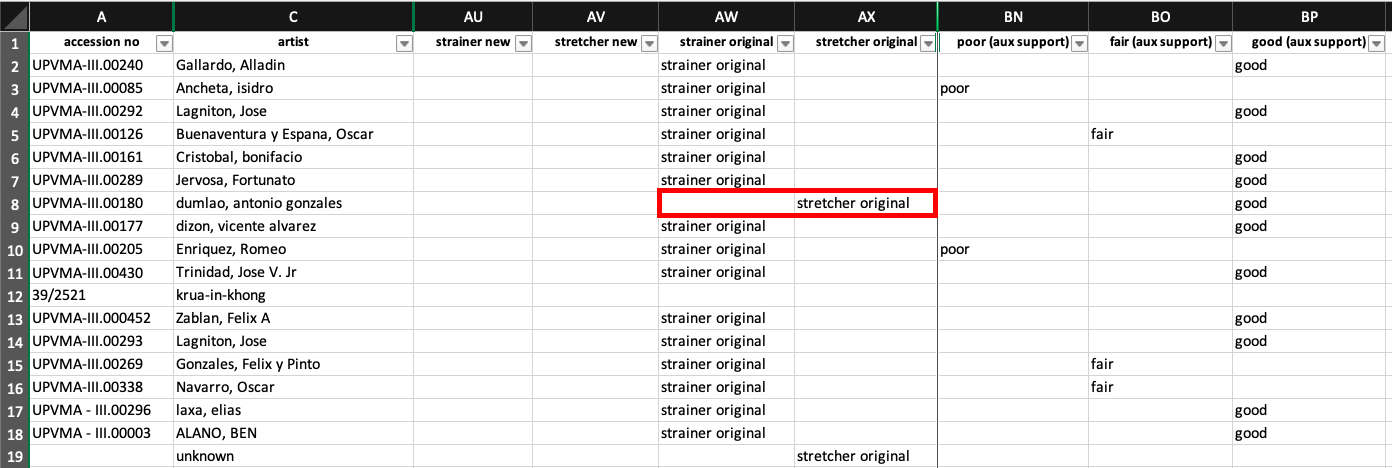 A C AU AV AW AX BN BO BP
1 accession no artist strainer new stretcher new strainer original stretcher original poor (aux support) fair (aux support) good (aux support)
2 UPVMA-III.00240 Gallardo, Alladin strainer original good
3 UPVMA-III.00085 Ancheta, isidro strainer original poor
4 UPVMA-III.00292 Lagniton, Jose strainer original good
5 UPVMA-III.00126 Buenaventura y Espana, Oscar strainer original fair
6 UPVMA-III.00161 Cristobal, bonifacio strainer original good
7 UPVMA-III.00289 Jervosa, Fortunato strainer original good
8 UPVMA-III.00180 dumlao, antonio gonzales stretcher original good
9 UPVMA-III.00177 dizon, vicente alvarez strainer original good
10 UPVMA-III.00205 Enriquez, Romeo strainer original poor
11 UPVMA-III.00430 Trinidad, Jose V. Jr strainer original good
12 39/2521 krua-in-khong
13 UPVMA-III.000452 Zablan, Felix A strainer original good
14 UPVMA-III.00293 Lagniton, Jose strainer original good
15 UPVMA-III.00269 Gonzales, Felix y Pinto strainer original fair
16 UPVMA-III.00338 Navarro, Oscar strainer original fair
17 UPVMA - III.00296 laxa, elias strainer original good
18 UPVMA - III.00003 ALANO, BEN strainer original good
19 unknown stretcher original